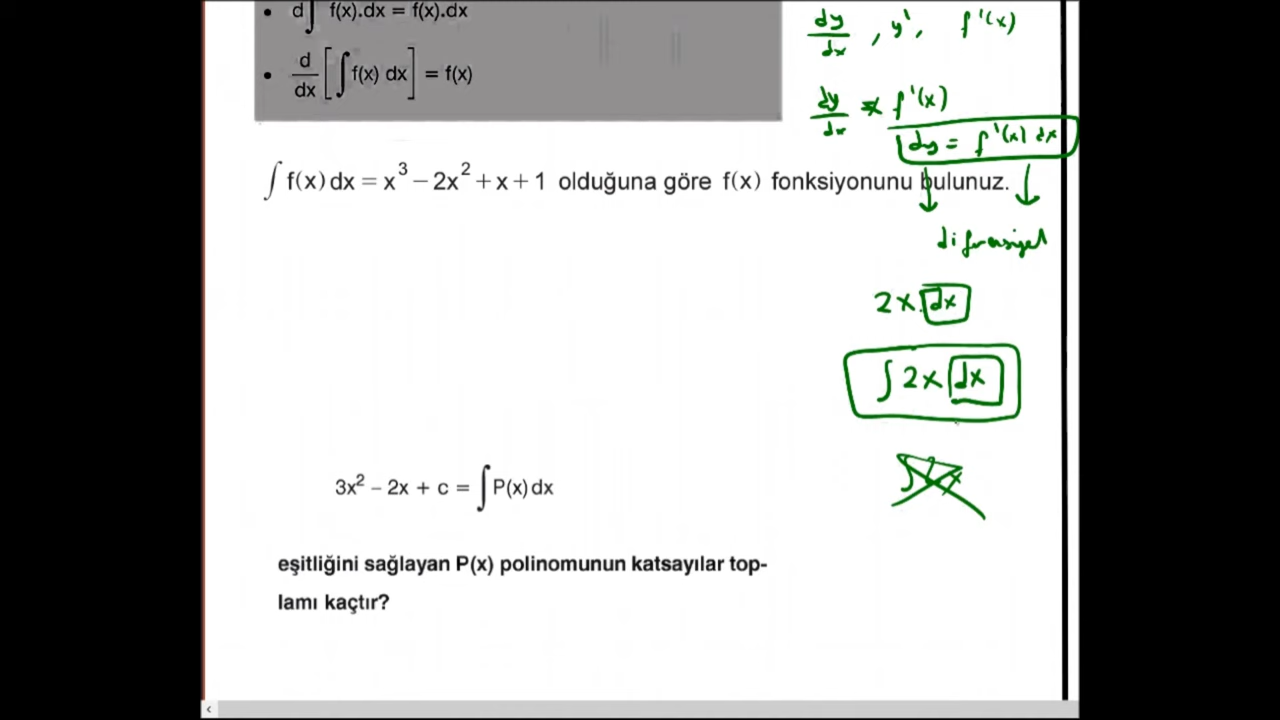 • d∫ f(x).dx = f(x).dx
• d/dx [∫f(x) dx] = f(x)
∫ f(x) dx = x³ − 2x² + x + 1 olduğuna göre f(x) fonksiyonunu bulunuz.
3x² − 2x + c = ∫P(x) dx
eşitliğini sağlayan P(x) polinomunun katsayılar top-
lamı kaçtır?
dy/dx , y', f'(x)
dy/dx = f'(x)
dy = f'(x) dx
2x.dx
∫ 2x dx